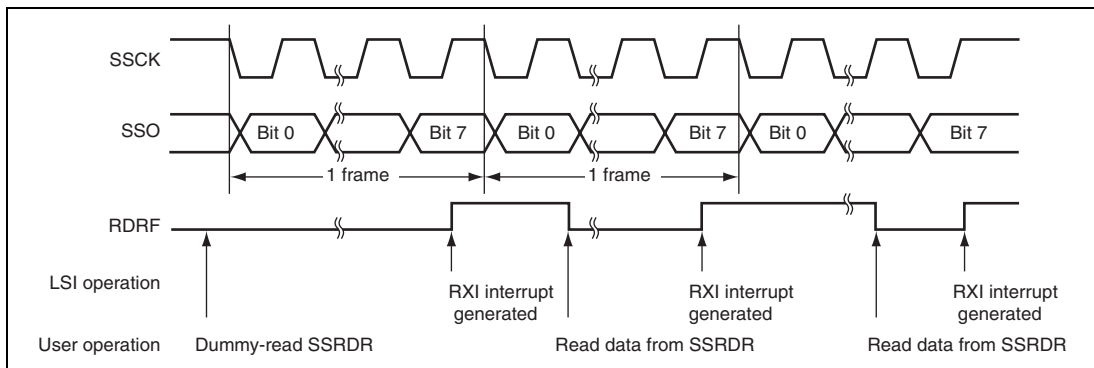 SSCK
SSO
Bit 0
Bit 7
Bit 0
Bit 7
Bit 0
Bit 7
1 frame
1 frame
RDRF
LSI operation
RXI interrupt
generated
RXI interrupt
generated
RXI interrupt
generated
User operation
Dummy-read SSRDR
Read data from SSRDR
Read data from SSRDR